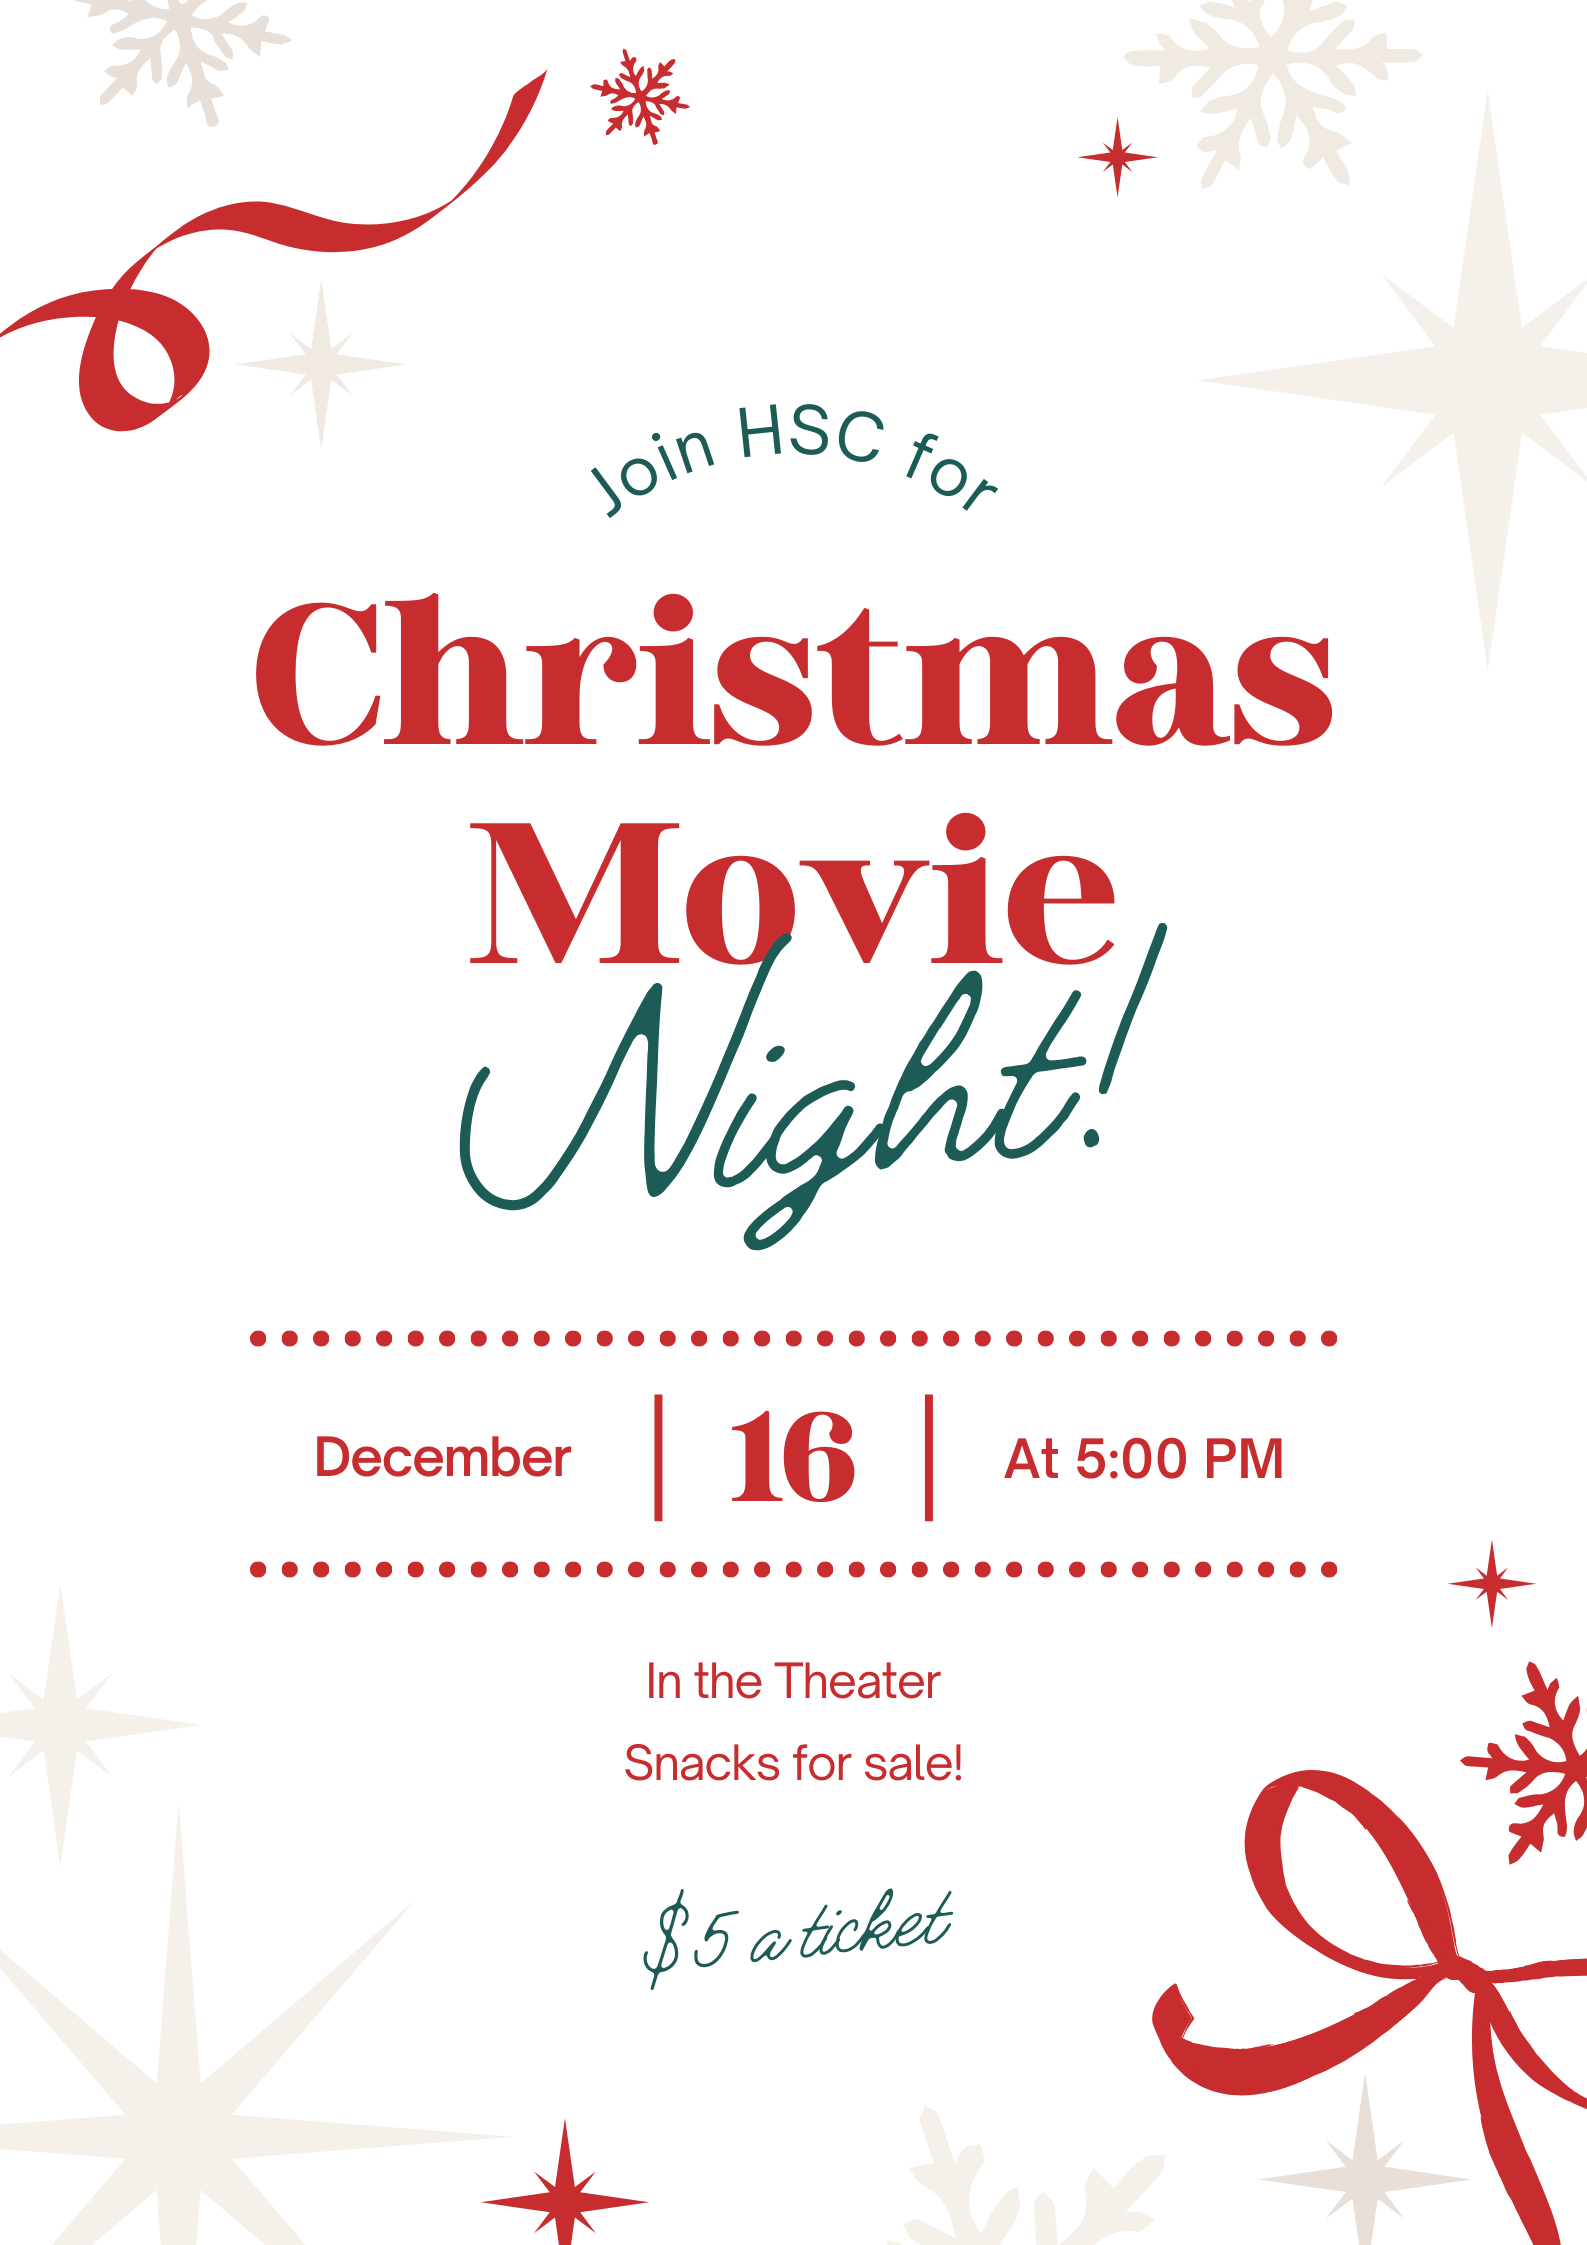 Join HSC for
Christmas
Movie
Night!
December
16
At 5:00 PM
In the Theater
Snacks for sale!
$5 a ticket